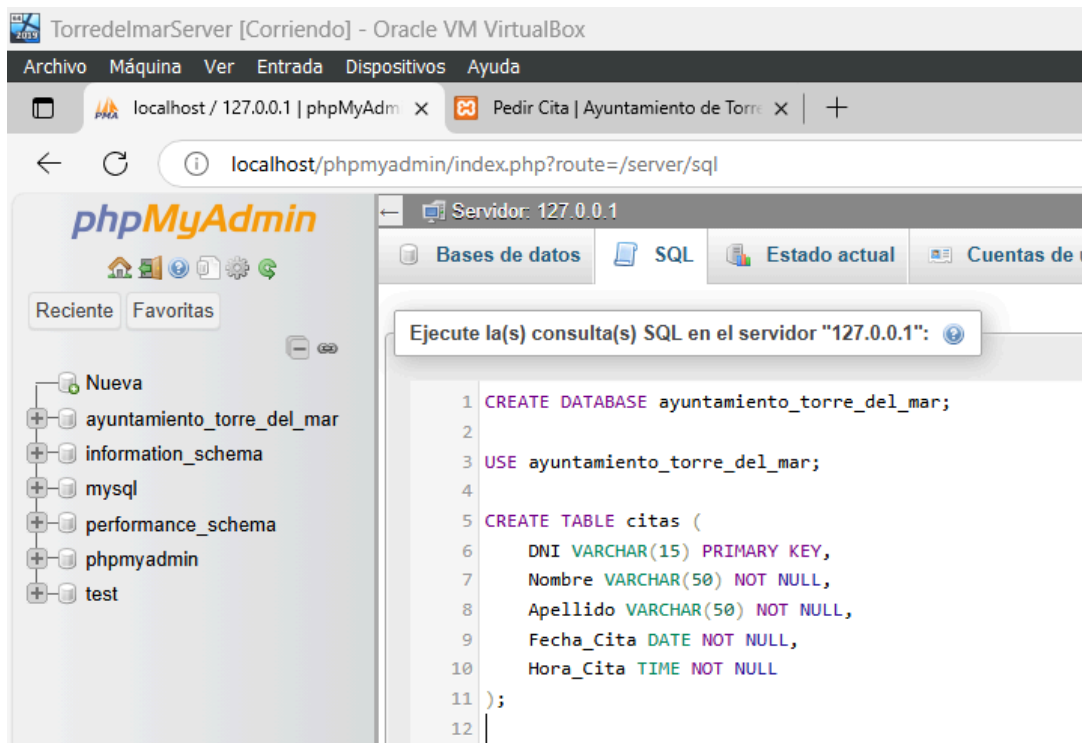 TorredelmarServer [Corriendo] - Oracle VM VirtualBox
Archivo Máquina Ver Entrada Dispositivos Ayuda
localhost / 127.0.0.1 | phpMyAdm
Pedir Cita | Ayuntamiento de Torre
localhost/phpmyadmin/index.php?route=/server/sql
phpMyAdmin
Reciente Favoritas
Nueva
ayuntamiento_torre_del_mar
information_schema
mysql
performance_schema
phpmyadmin
test
Servidor: 127.0.0.1
Bases de datos SQL Estado actual Cuentas de
Ejecute la(s) consulta(s) SQL en el servidor "127.0.0.1":
1 CREATE DATABASE ayuntamiento_torre_del_mar;
2
3 USE ayuntamiento_torre_del_mar;
4
5 CREATE TABLE citas (
6 DNI VARCHAR(15) PRIMARY KEY,
7 Nombre VARCHAR(50) NOT NULL,
8 Apellido VARCHAR(50) NOT NULL,
9 Fecha_Cita DATE NOT NULL,
10 Hora_Cita TIME NOT NULL
11 );
12